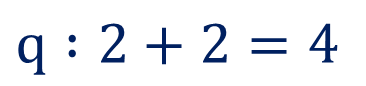 q : 2 + 2 = 4